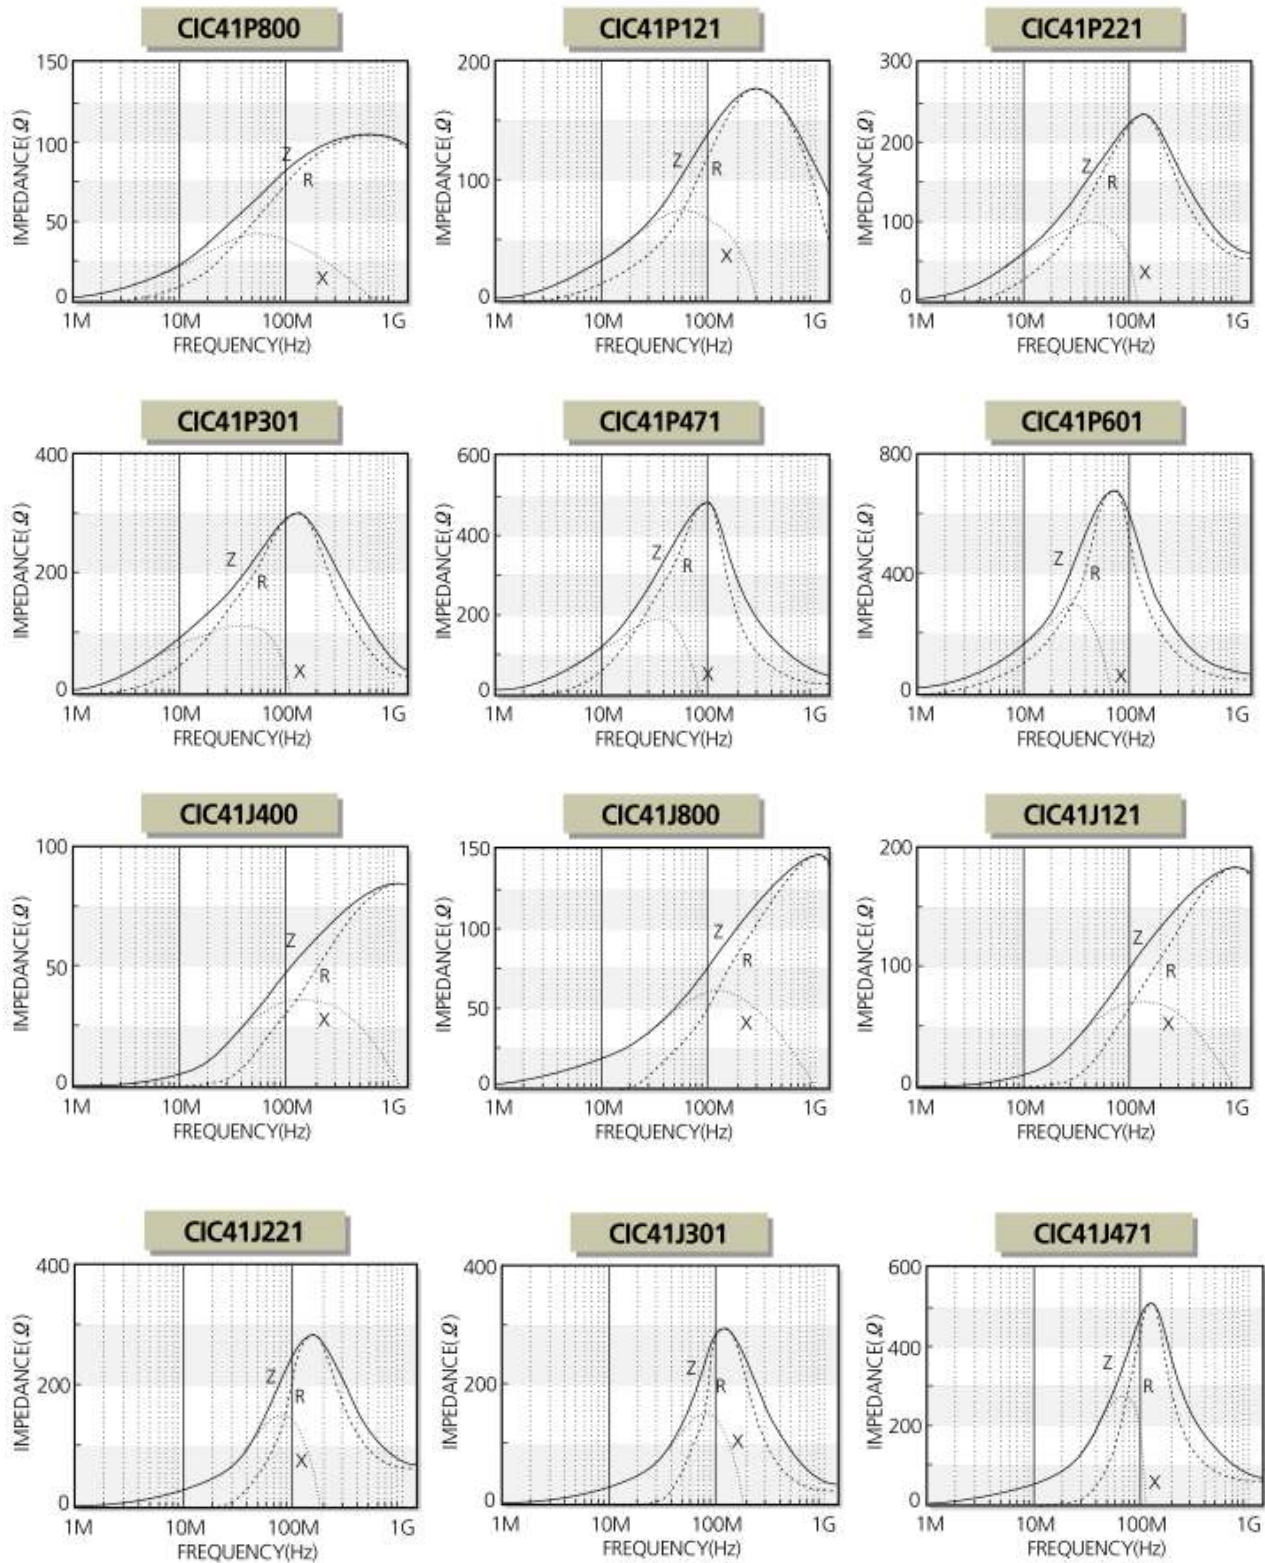 CIC41P800
150
100
50
0
IMPEDANCE(Ω)
Z
R
X
1M 10M 100M 1G
FREQUENCY(Hz)
CIC41P121
200
100
0
IMPEDANCE(Ω)
Z
R
X
1M 10M 100M 1G
FREQUENCY(Hz)
CIC41P221
300
200
100
0
IMPEDANCE(Ω)
Z
R
X
1M 10M 100M 1G
FREQUENCY(Hz)
CIC41P301
400
200
0
IMPEDANCE(Ω)
Z
R
X
1M 10M 100M 1G
FREQUENCY(Hz)
CIC41P471
600
400
200
0
IMPEDANCE(Ω)
Z
R
X
1M 10M 100M 1G
FREQUENCY(Hz)
CIC41P601
800
400
0
IMPEDANCE(Ω)
Z
R
X
1M 10M 100M 1G
FREQUENCY(Hz)
CIC41J400
100
50
0
IMPEDANCE(Ω)
Z
R
X
1M 10M 100M 1G
FREQUENCY(Hz)
CIC41J800
150
100
50
0
IMPEDANCE(Ω)
Z
R
X
1M 10M 100M 1G
FREQUENCY(Hz)
CIC41J121
200
100
0
IMPEDANCE(Ω)
Z
R
X
1M 10M 100M 1G
FREQUENCY(Hz)
CIC41J221
400
200
0
IMPEDANCE(Ω)
Z
R
X
1M 10M 100M 1G
FREQUENCY(Hz)
CIC41J301
400
200
0
IMPEDANCE(Ω)
Z
R
X
1M 10M 100M 1G
FREQUENCY(Hz)
CIC41J471
600
400
200
0
IMPEDANCE(Ω)
Z
R
X
1M 10M 100M 1G
FREQUENCY(Hz)